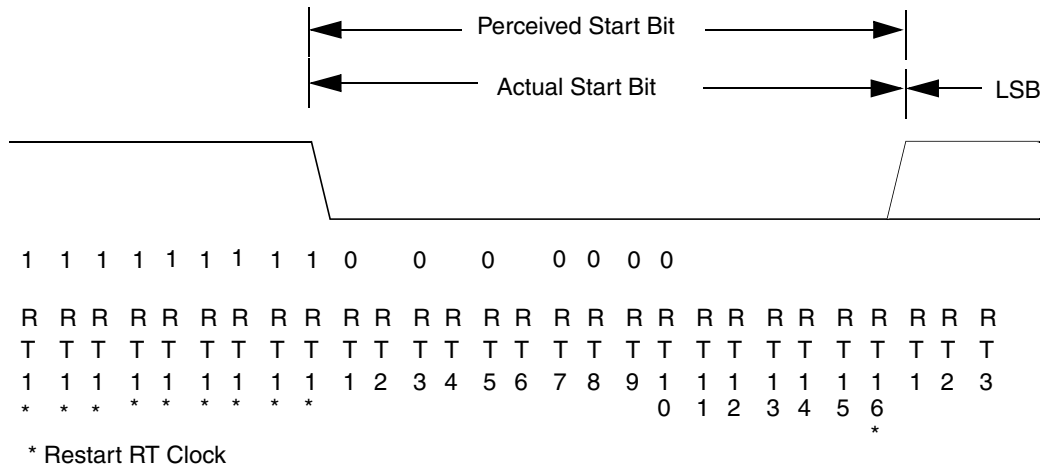 Perceived Start Bit
Actual Start Bit
LSB
1 1 1 1 1 1 1 1 1 0 0 0 0 0 0 0
R R R R R R R R R R R R R R R R R R R R R R R R R R R R
T T T T T T T T T T T T T T T T T T T T T T T T T T T T
1 1 1 1 1 1 1 1 1 1 2 3 4 5 6 7 8 9 1 1 1 1 1 1 1 1 2 3
* * * * * * * * * 0 1 2 3 4 5 6
*
* Restart RT Clock